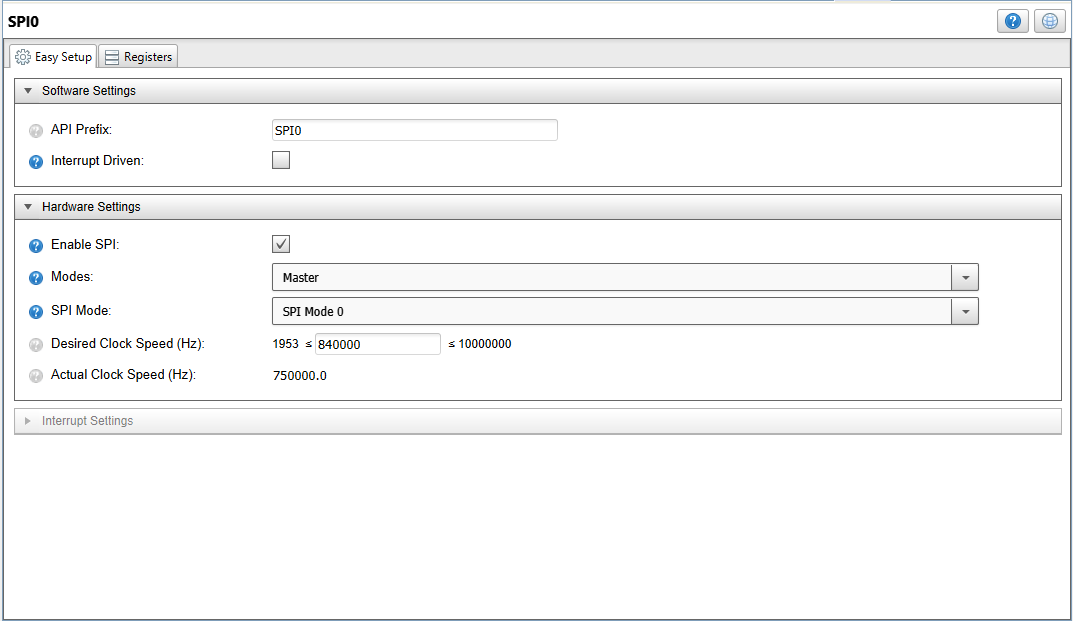 SPI0
Easy Setup Registers
Software Settings
API Prefix: SPI0
Interrupt Driven:
Hardware Settings
Enable SPI:
Modes: Master
SPI Mode: SPI Mode 0
Desired Clock Speed (Hz): 1953 ≤ 840000 ≤ 10000000
Actual Clock Speed (Hz): 750000.0
Interrupt Settings